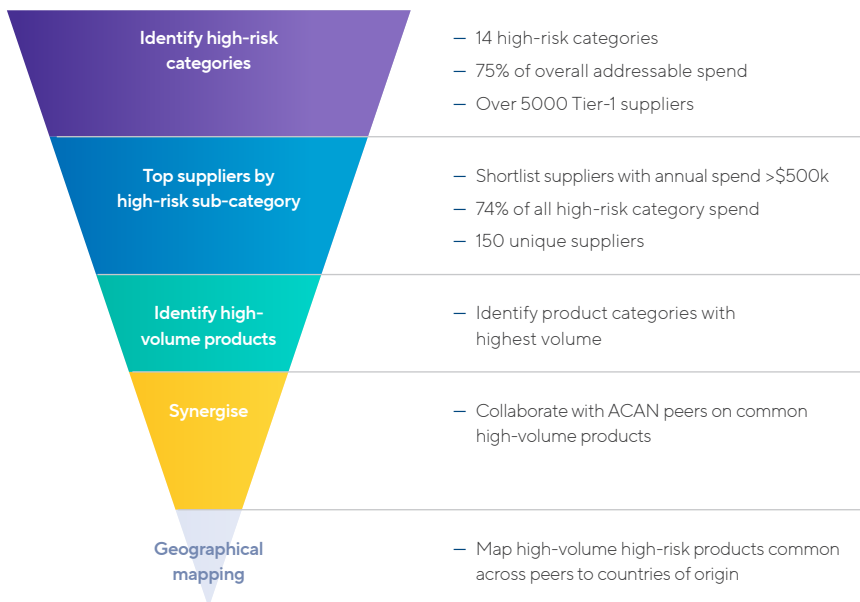 Identify high-risk
categories
— 14 high-risk categories
— 75% of overall addressable spend
— Over 5000 Tier-1 suppliers
Top suppliers by
high-risk sub-category
— Shortlist suppliers with annual spend >$500k
— 74% of all high-risk category spend
— 150 unique suppliers
Identify high-
volume products
— Identify product categories with
highest volume
Synergise
— Collaborate with ACAN peers on common
high-volume products
Geographical
mapping
— Map high-volume high-risk products common
across peers to countries of origin